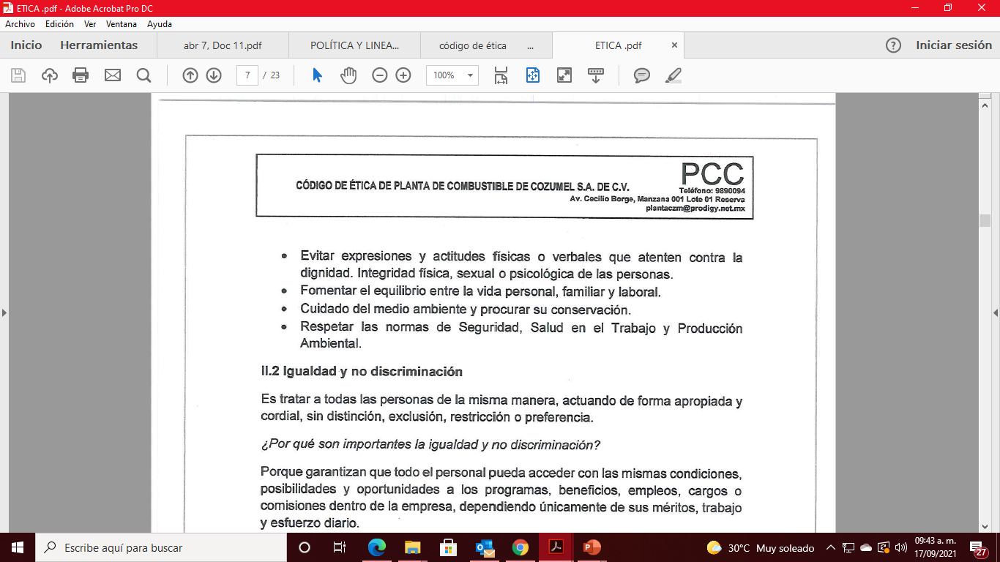 ETICA .pdf - Adobe Acrobat Pro DC
Archivo Edición Ver Ventana Ayuda
Inicio Herramientas abr 7, Doc 11.pdf POLÍTICA Y LINEA... código de ética ... ETICA .pdf × ? Iniciar sesión
7 / 23 100%
PCC
CÓDIGO DE ÉTICA DE PLANTA DE COMBUSTIBLE DE COZUMEL S.A. DE C.V.
Teléfono: 9890094
Av. Cecilio Borge, Manzana 001 Lote 01 Reserva
plantaczm@prodigy.net.mx
• Evitar expresiones y actitudes físicas o verbales que atenten contra la
dignidad. Integridad física, sexual o psicológica de las personas.
• Fomentar el equilibrio entre la vida personal, familiar y laboral.
• Cuidado del medio ambiente y procurar su conservación.
• Respetar las normas de Seguridad, Salud en el Trabajo y Producción
Ambiental.
II.2 Igualdad y no discriminación
Es tratar a todas las personas de la misma manera, actuando de forma apropiada y
cordial, sin distinción, exclusión, restricción o preferencia.
¿Por qué son importantes la igualdad y no discriminación?
Porque garantizan que todo el personal pueda acceder con las mismas condiciones,
posibilidades y oportunidades a los programas, beneficios, empleos, cargos o
comisiones dentro de la empresa, dependiendo únicamente de sus méritos, trabajo
y esfuerzo diario.
Escribe aquí para buscar
30°C Muy soleado
09:43 a. m.
17/09/2021
27